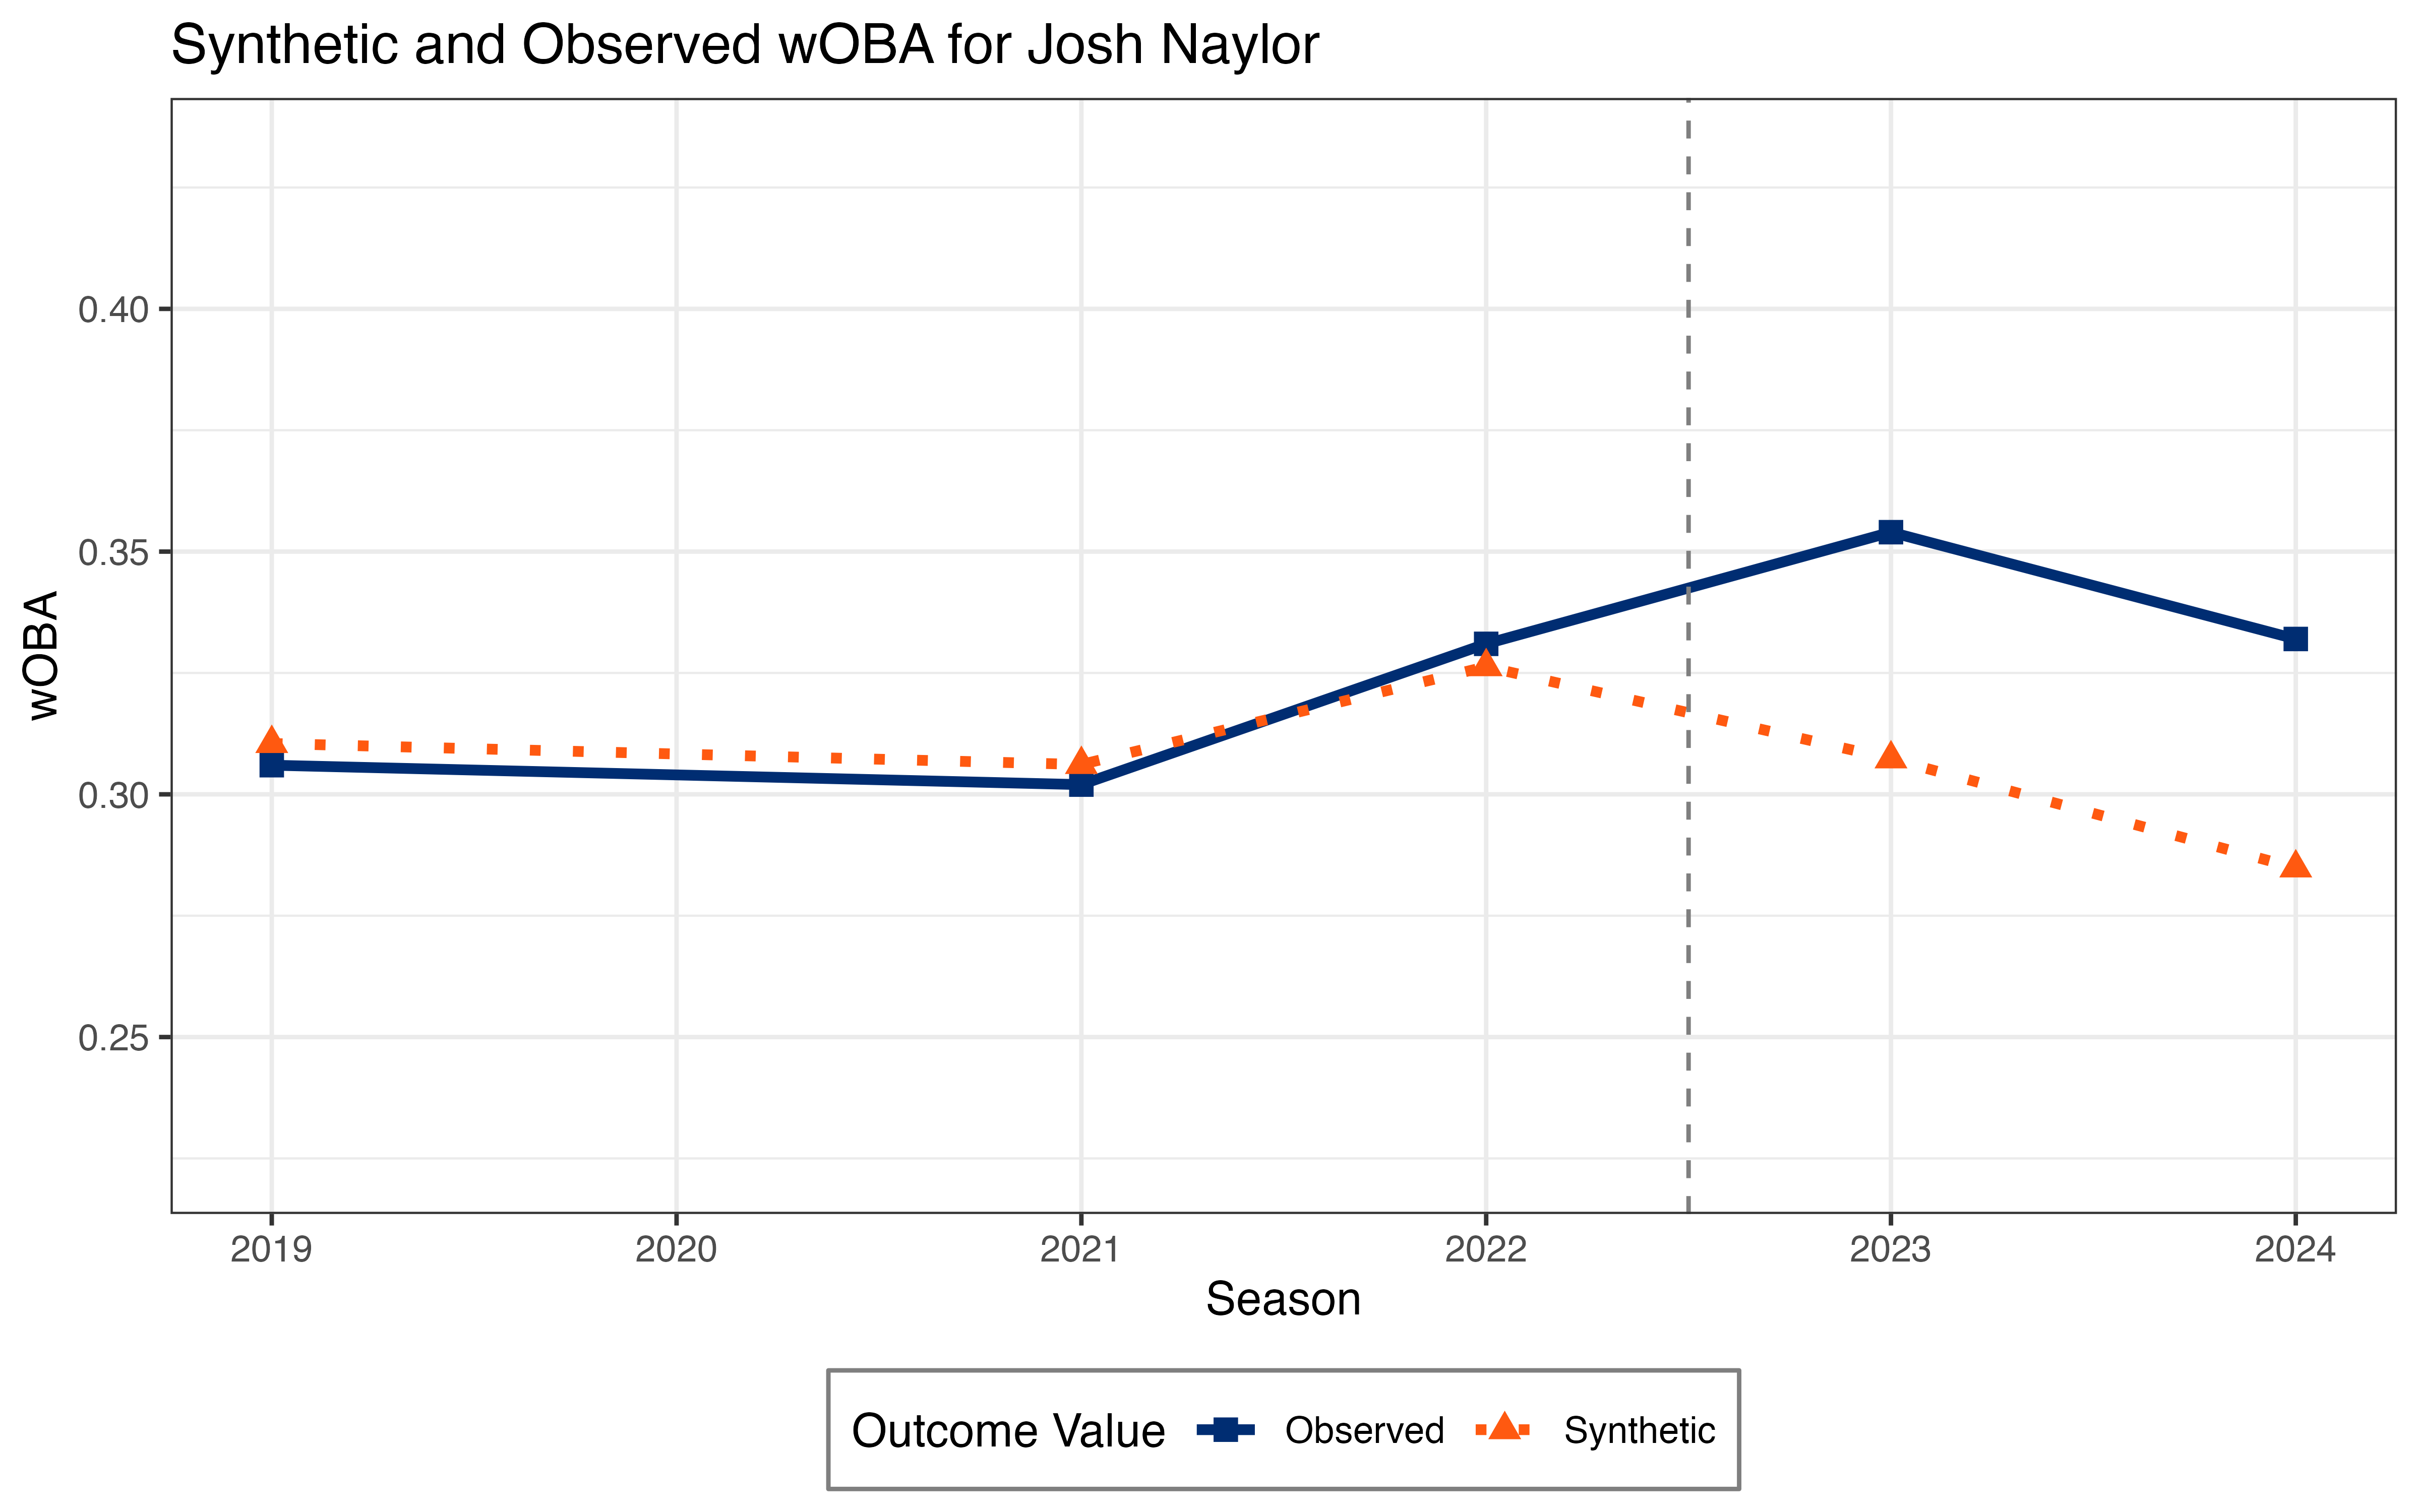 Synthetic and Observed wOBA for Josh Naylor
wOBA
0.40
0.35
0.30
0.25
2019 2020 2021 2022 2023 2024
Season
Outcome Value Observed Synthetic